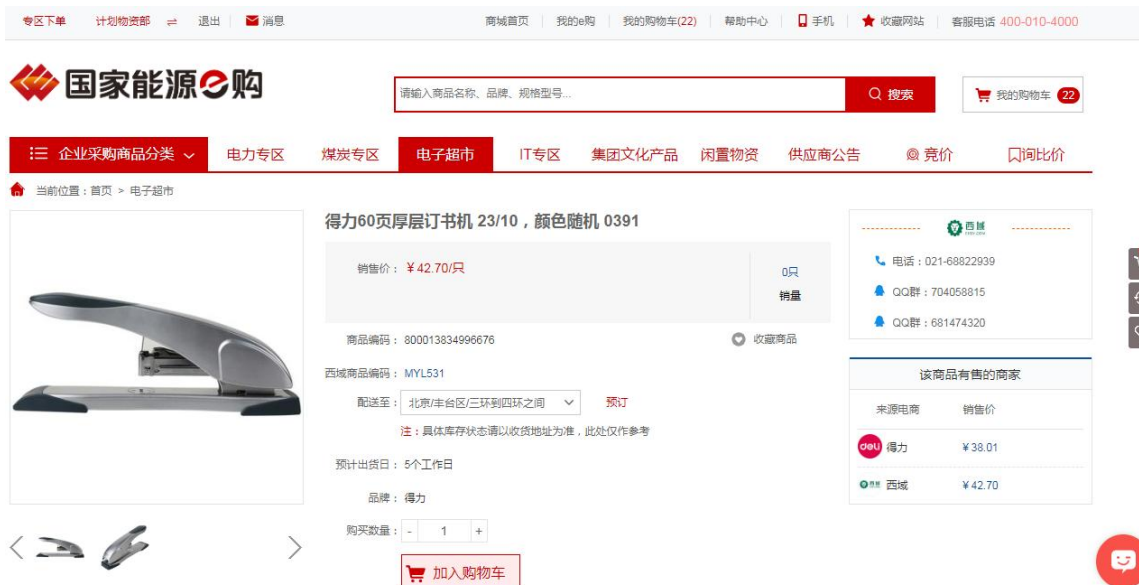 专区下单 计划物资部 退出 消息 商城首页 我的e购 我的购物车(22) 帮助中心 手机 收藏网站 客服电话 400-010-4000
国家能源e购
请输入商品名称、品牌、规格型号... 搜索 我的购物车 22
企业采购商品分类 电力专区 煤炭专区 电子超市 IT专区 集团文化产品 闲置物资 供应商公告 竞价 询比价
当前位置：首页 > 电子超市
得力60页厚层订书机 23/10，颜色随机 0391
销售价：￥42.70/只
0只
销量
商品编码：800013834996676
收藏商品
西域商品编码：MYL531
配送至：北京/丰台区/三环到四环之间 预订
注：具体库存状态请以收货地址为准，此处仅作参考
预计出货日：5个工作日
品牌：得力
购买数量：- 1 +
加入购物车
西域
电话：021-68822939
QQ群：704058815
QQ群：681474320
该商品有售的商家
来源电商 销售价
deli 得力 ￥38.01
西域 西域 ￥42.70